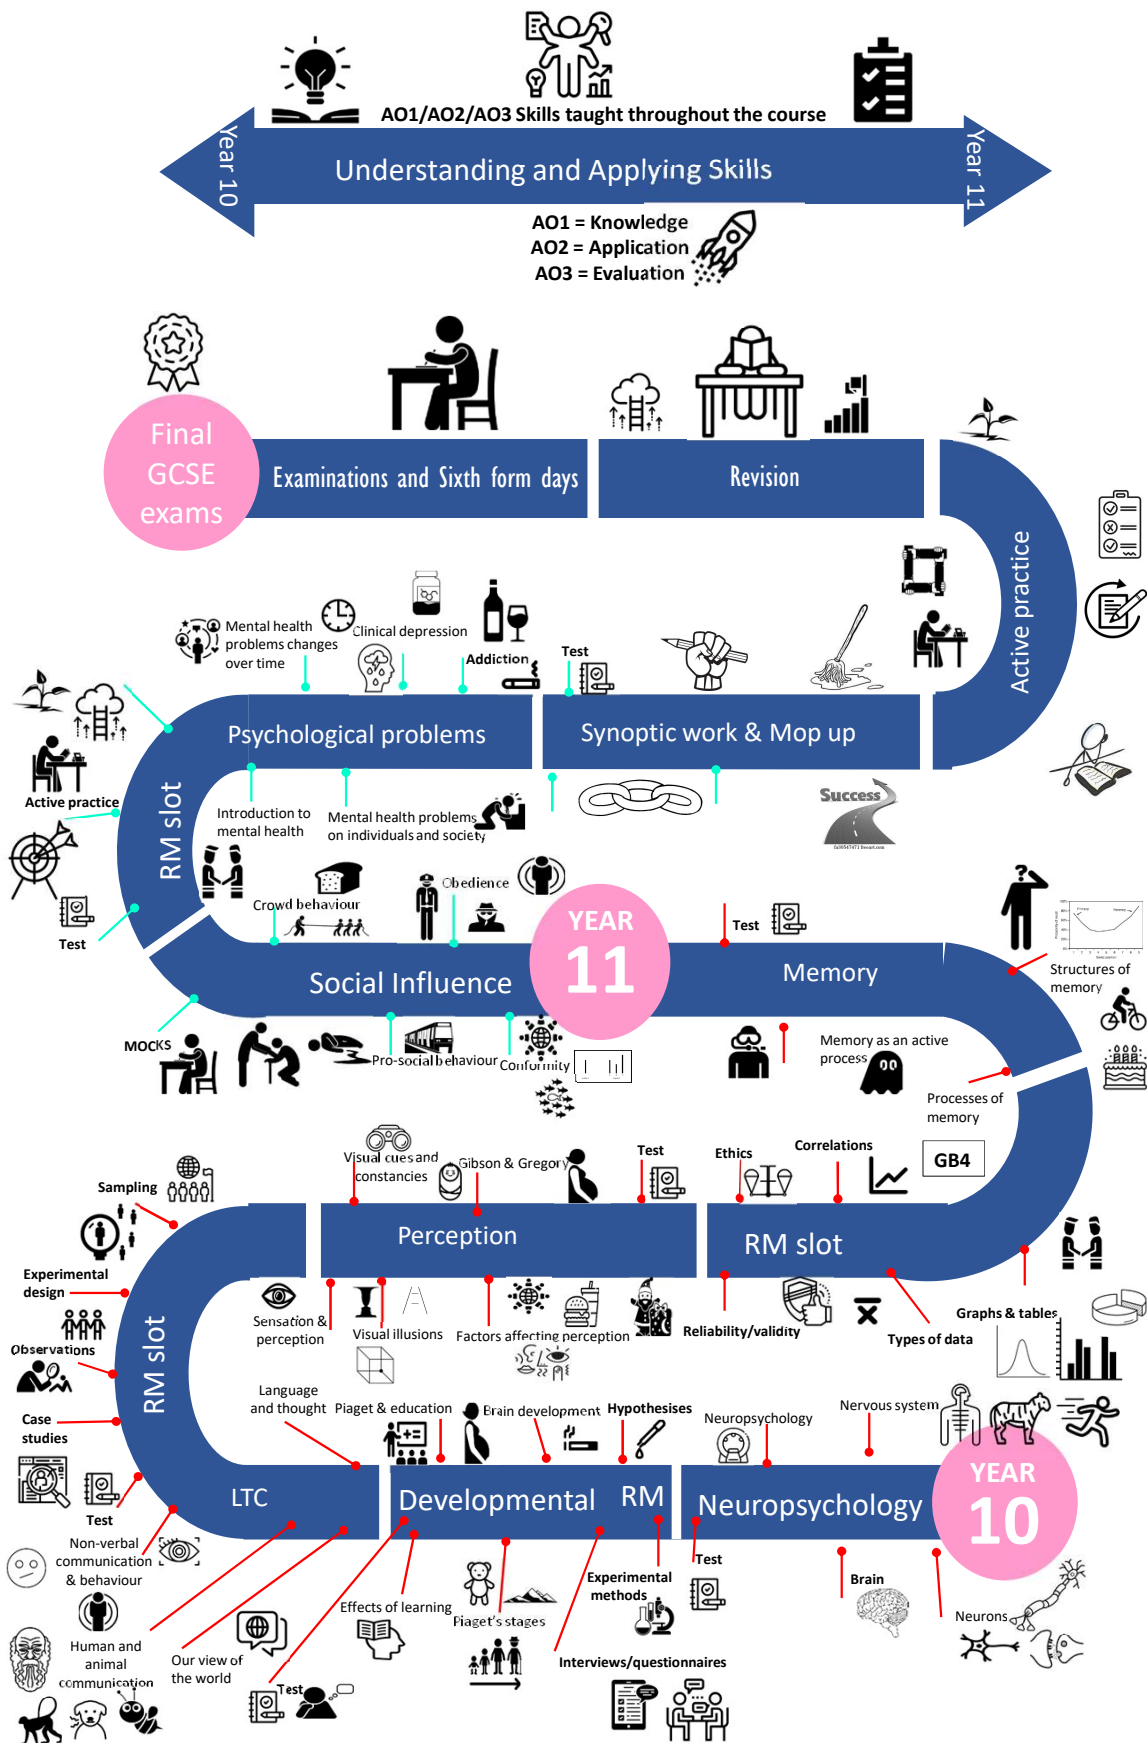 AO1/AO2/AO3 Skills taught throughout the course
Year 10
Understanding and Applying Skills
Year 11
AO1 = Knowledge
AO2 = Application
AO3 = Evaluation
Final
GCSE
exams
Examinations and Sixth form days
Revision
Active practice
Mental health
problems changes
over time
Clinical depression
Addiction
Test
Psychological problems
Synoptic work & Mop up
Active practice
RM slot
Introduction to
mental health
Mental health problems
on individuals and society
Success
Test
Crowd behaviour
Obedience
YEAR
11
Test
Social Influence
Memory
Structures of
memory
MOCKS
Pro-social behaviour
Conformity
Memory as an active
process
Processes of
memory
Visual cues and
constancies
Gibson & Gregory
Test
Ethics
Correlations
GB4
Sampling
Perception
RM slot
Experimental
design
Sensation &
perception
Visual illusions
Factors affecting perception
Reliability/validity
Types of data
Graphs & tables
Observations
RM slot
Case
studies
Language
and thought
Piaget & education
Brain development
Hypothesises
Neuropsychology
Nervous system
Test
LTC
Developmental
RM
Neuropsychology
YEAR
10
Non-verbal
communication
& behaviour
Effects of learning
Piaget's stages
Experimental
methods
Test
Brain
Neurons
Human and
animal
communication
Our view of
the world
Test
Interviews/questionnaires